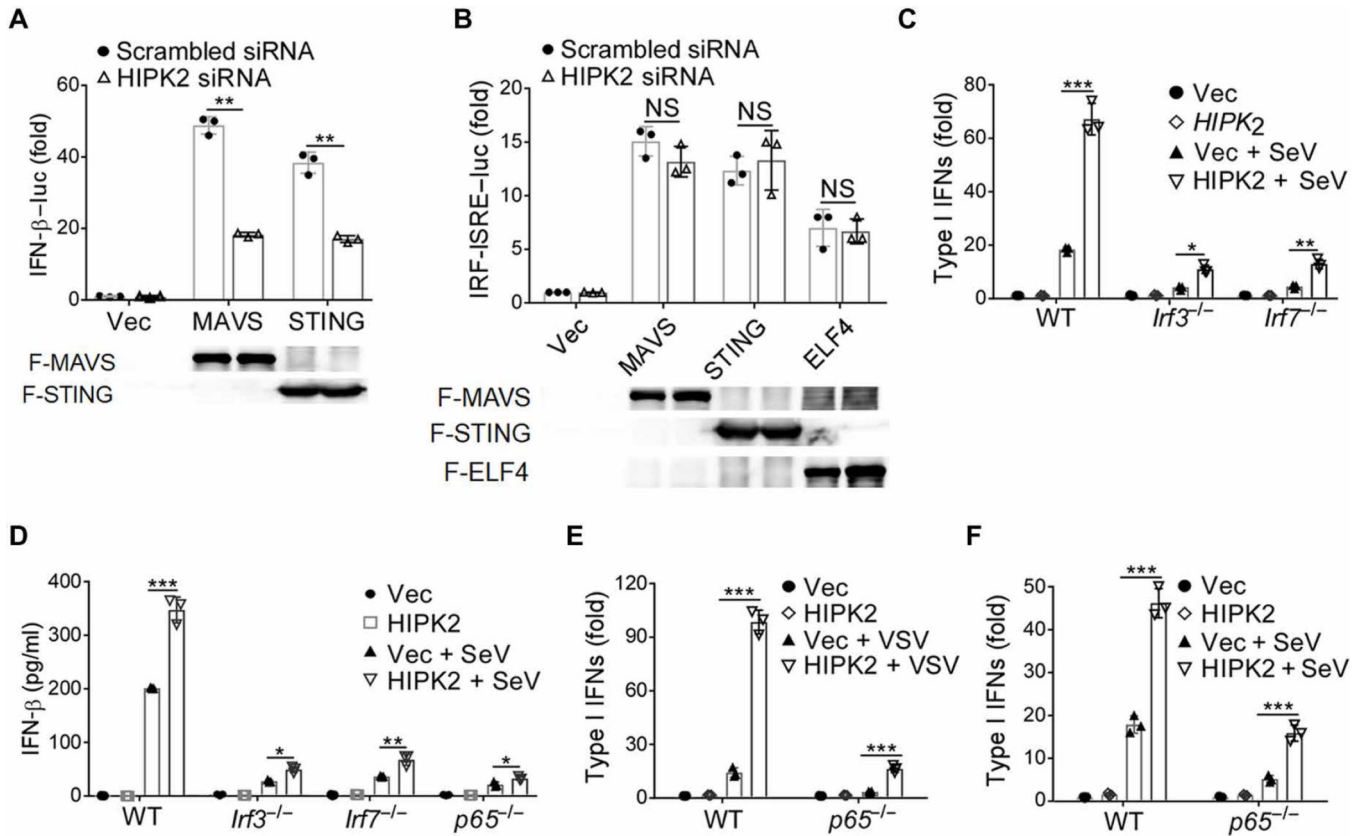 A
Scrambled siRNA
HIPK2 siRNA
IFN-β–luc (fold)
60
40
20
0
**
**
Vec
MAVS
STING
F-MAVS
F-STING
B
Scrambled siRNA
HIPK2 siRNA
IRF-ISRE–luc (fold)
20
15
10
5
0
NS
NS
NS
Vec
MAVS
STING
ELF4
F-MAVS
F-STING
F-ELF4
C
Type I IFNs (fold)
80
60
40
20
0
***
*
**
Vec
HIPK2
Vec + SeV
HIPK2 + SeV
WT
Irf3–/–
Irf7–/–
D
IFN-β (pg/ml)
400
300
200
100
0
***
*
**
*
Vec
HIPK2
Vec + SeV
HIPK2 + SeV
WT
Irf3–/–
Irf7–/–
p65–/–
E
Type I IFNs (fold)
120
90
60
30
0
***
***
Vec
HIPK2
Vec + VSV
HIPK2 + VSV
WT
p65–/–
F
Type I IFNs (fold)
50
40
30
20
10
0
***
***
Vec
HIPK2
Vec + SeV
HIPK2 + SeV
WT
p65–/–